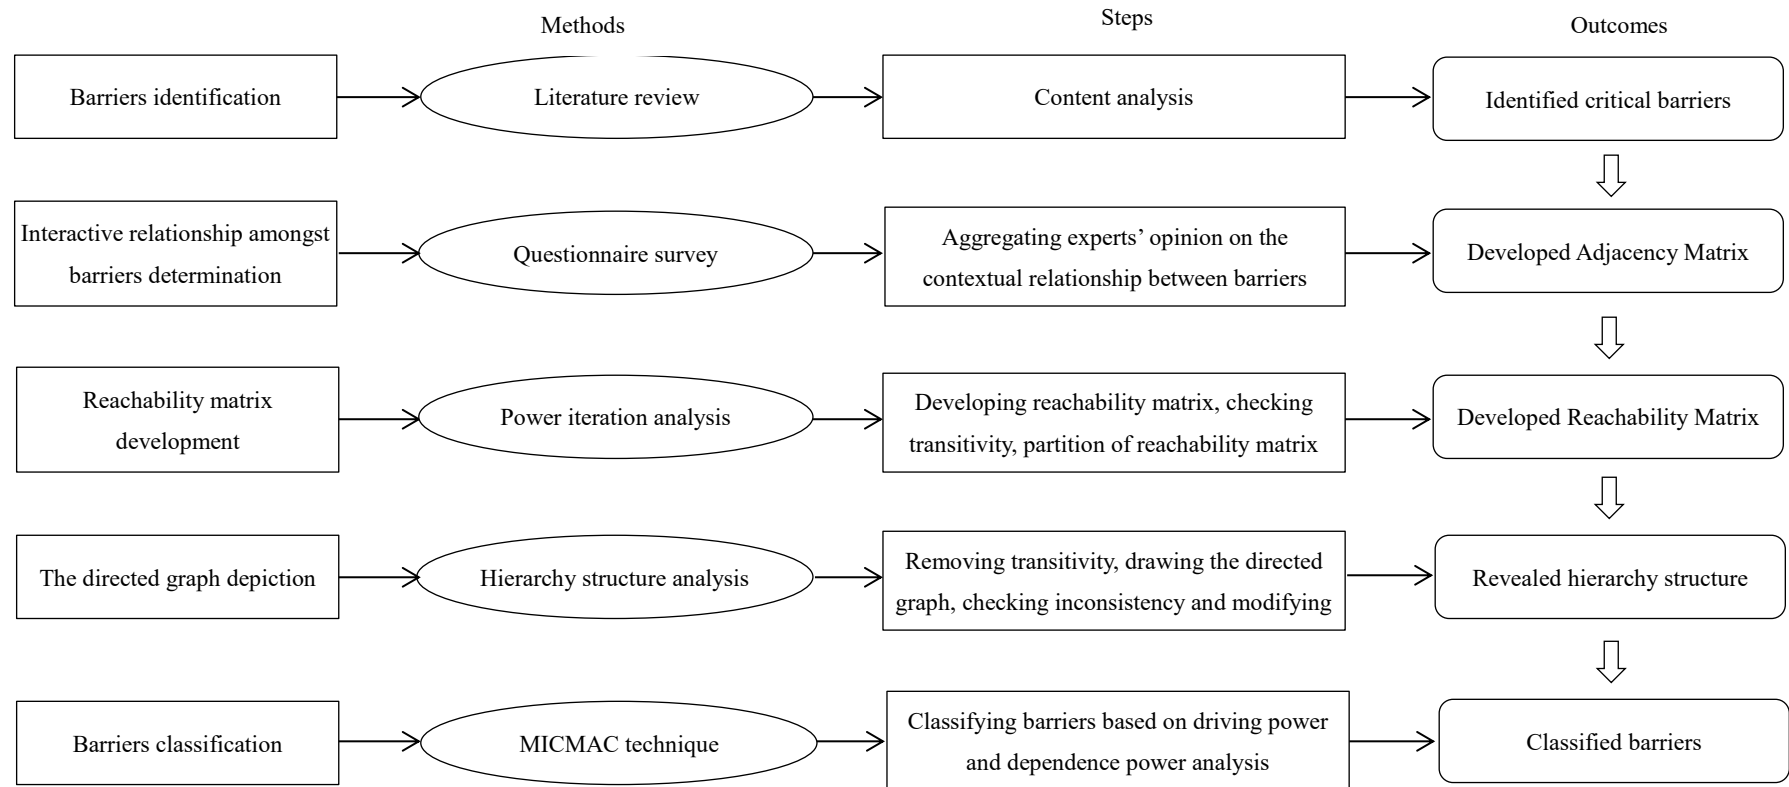 Methods
Steps
Outcomes
Barriers identification
Literature review
Content analysis
Identified critical barriers
Interactive relationship amongst
barriers determination
Questionnaire survey
Aggregating experts’ opinion on the
contextual relationship between barriers
Developed Adjacency Matrix
Reachability matrix
development
Power iteration analysis
Developing reachability matrix, checking
transitivity, partition of reachability matrix
Developed Reachability Matrix
The directed graph depiction
Hierarchy structure analysis
Removing transitivity, drawing the directed
graph, checking inconsistency and modifying
Revealed hierarchy structure
Barriers classification
MICMAC technique
Classifying barriers based on driving power
and dependence power analysis
Classified barriers